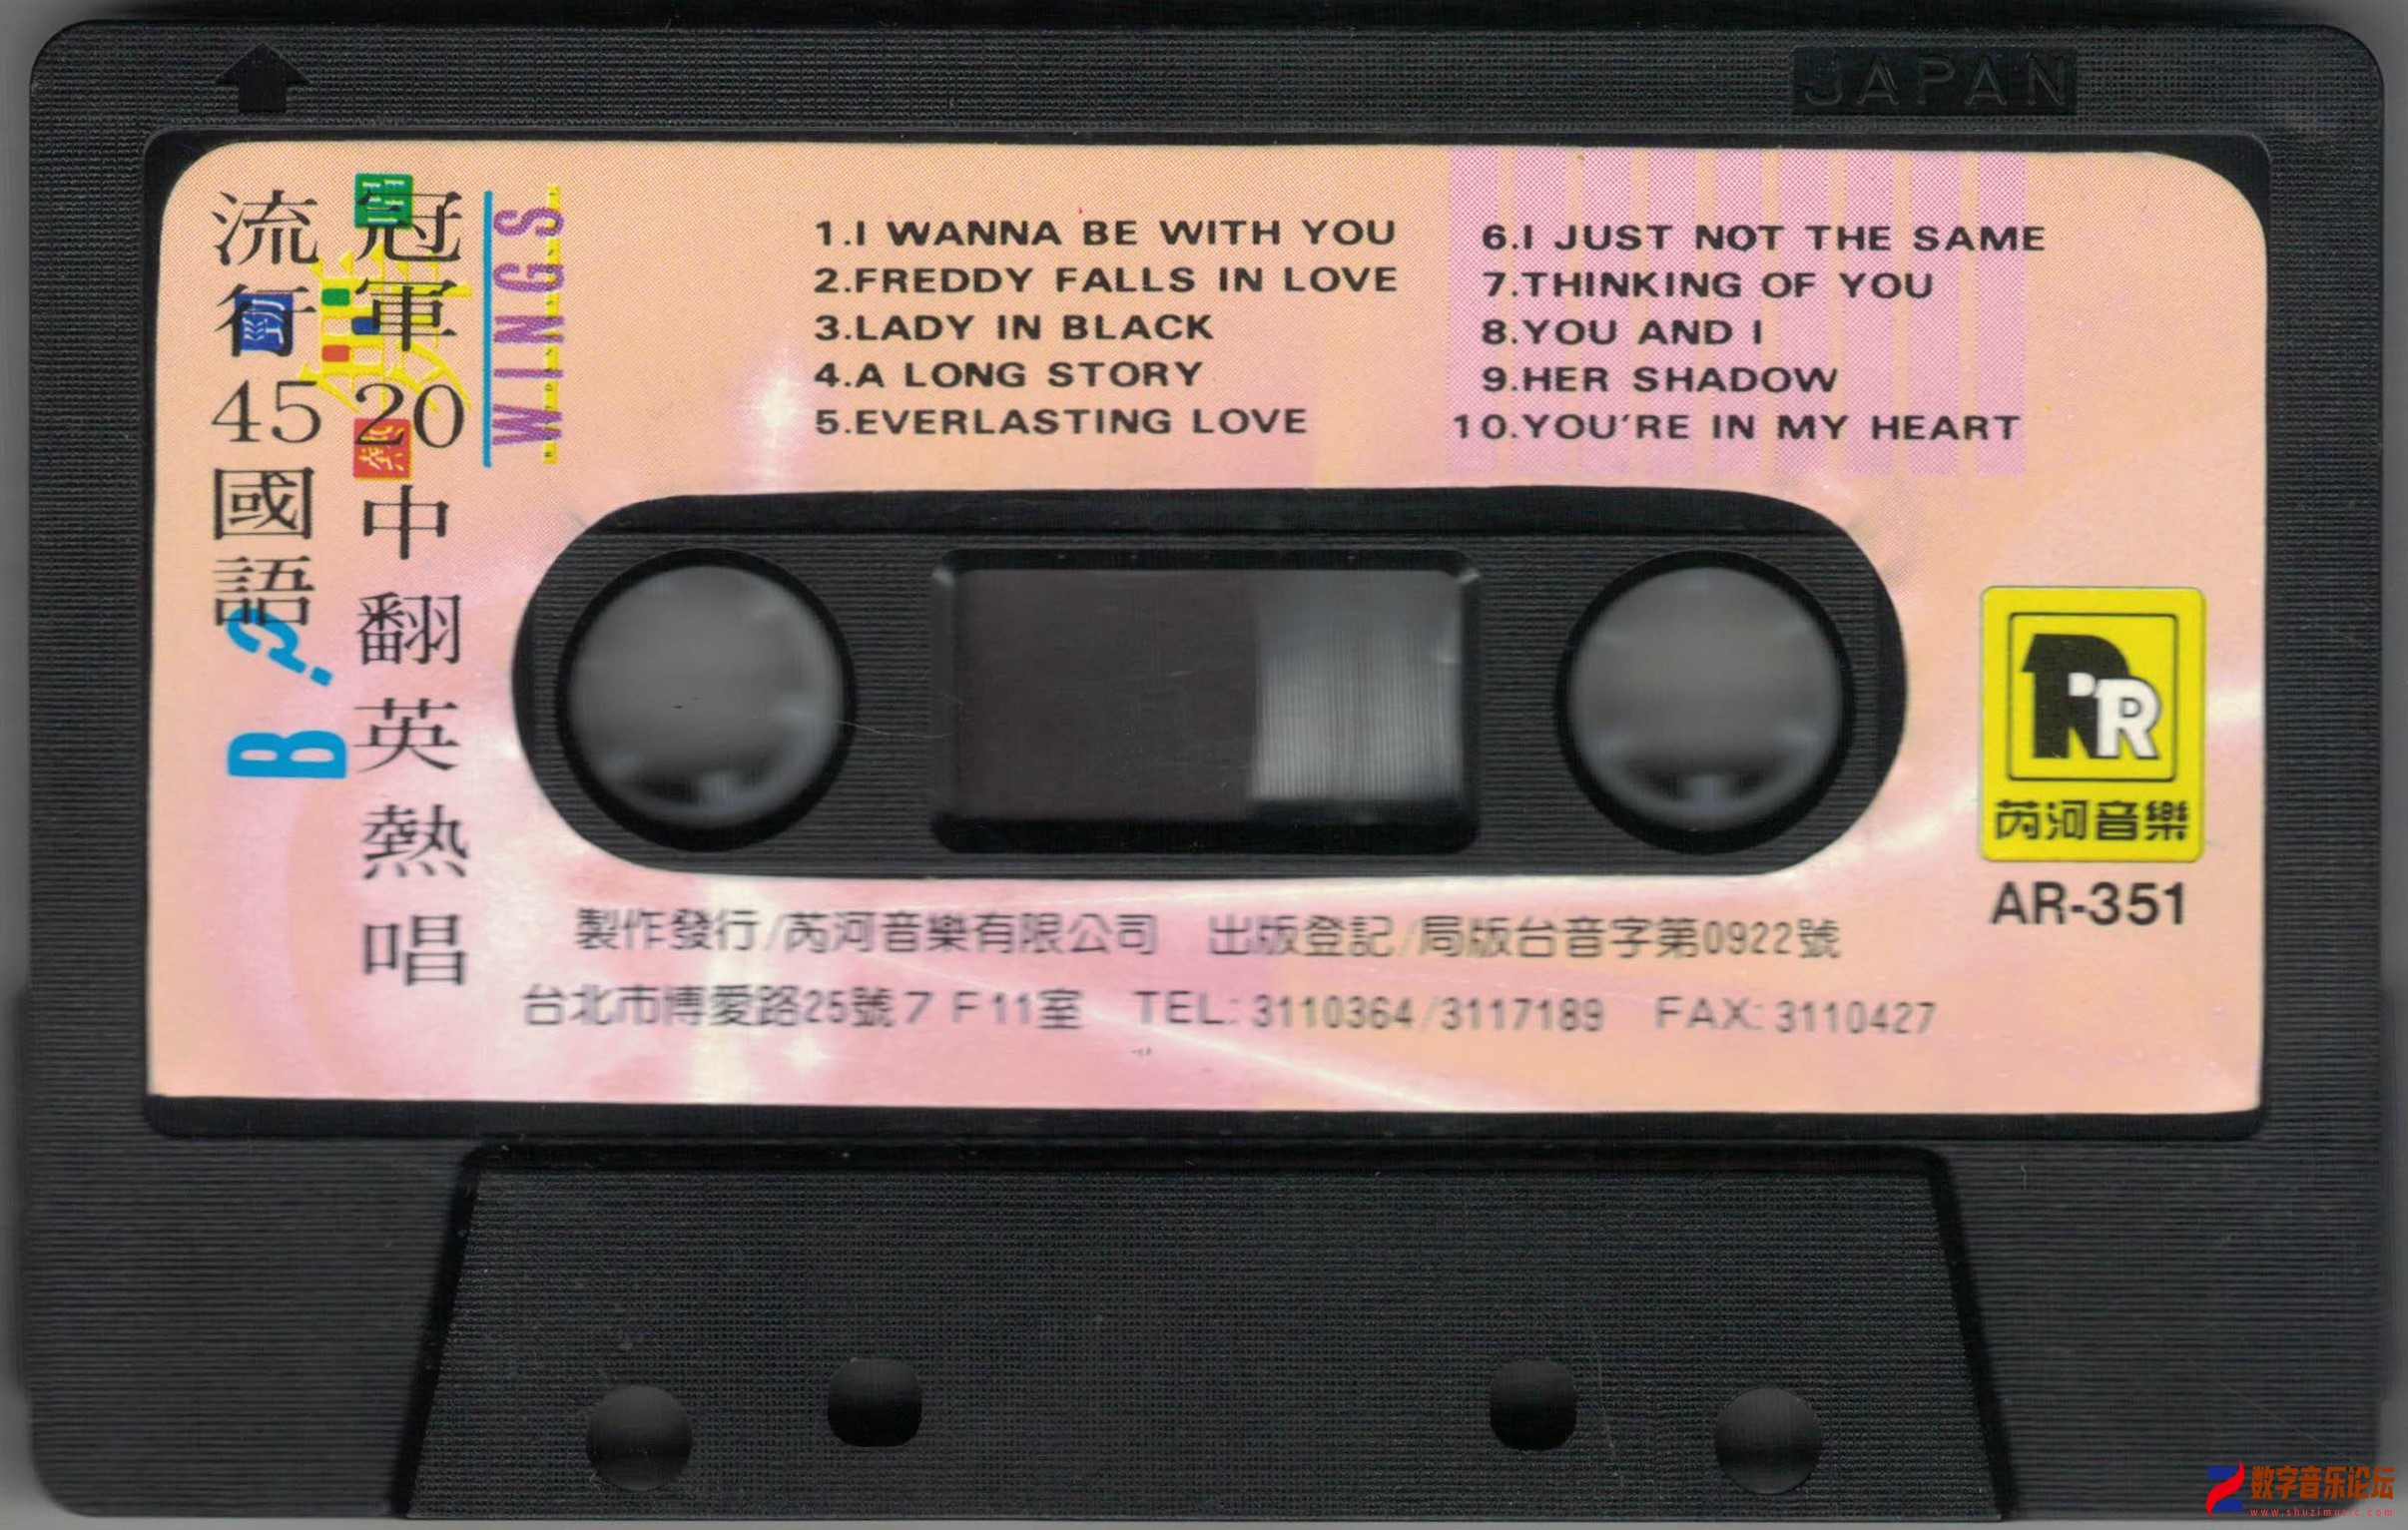 JAPAN
冠軍20中翻英熱唱
流行45國語
WINGS
B
1.I WANNA BE WITH YOU
2.FREDDY FALLS IN LOVE
3.LADY IN BLACK
4.A LONG STORY
5.EVERLASTING LOVE
6.I JUST NOT THE SAME
7.THINKING OF YOU
8.YOU AND I
9.HER SHADOW
10.YOU'RE IN MY HEART
RR
芮河音樂
AR-351
製作發行/芮河音樂有限公司 出版登記/局版台音字第0922號
台北市博愛路25號7F11室 TEL:3110364/3117189 FAX:3110427
数字音乐论坛
www.shuzimusic.com